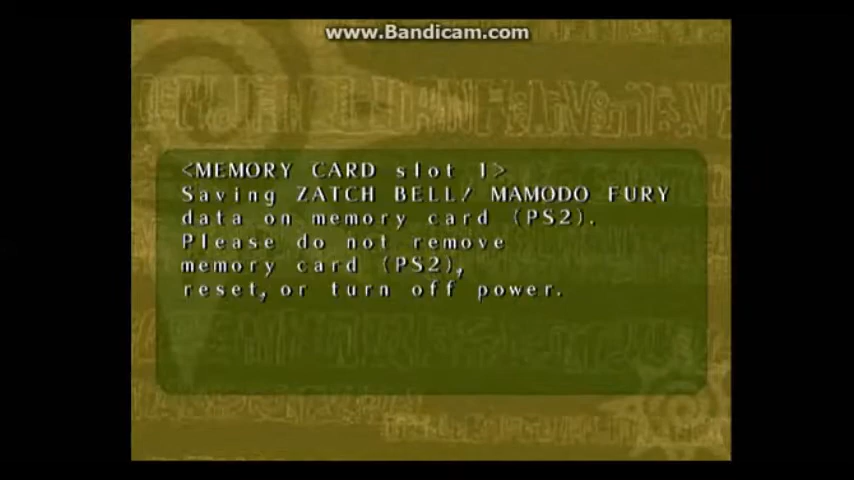 www.Bandicam.com
<MEMORY CARD slot 1>
Saving ZATCH BELL/ MAMODO FURY
data on memory card (PS2).
Please do not remove
memory card (PS2),
reset,or turn off power.